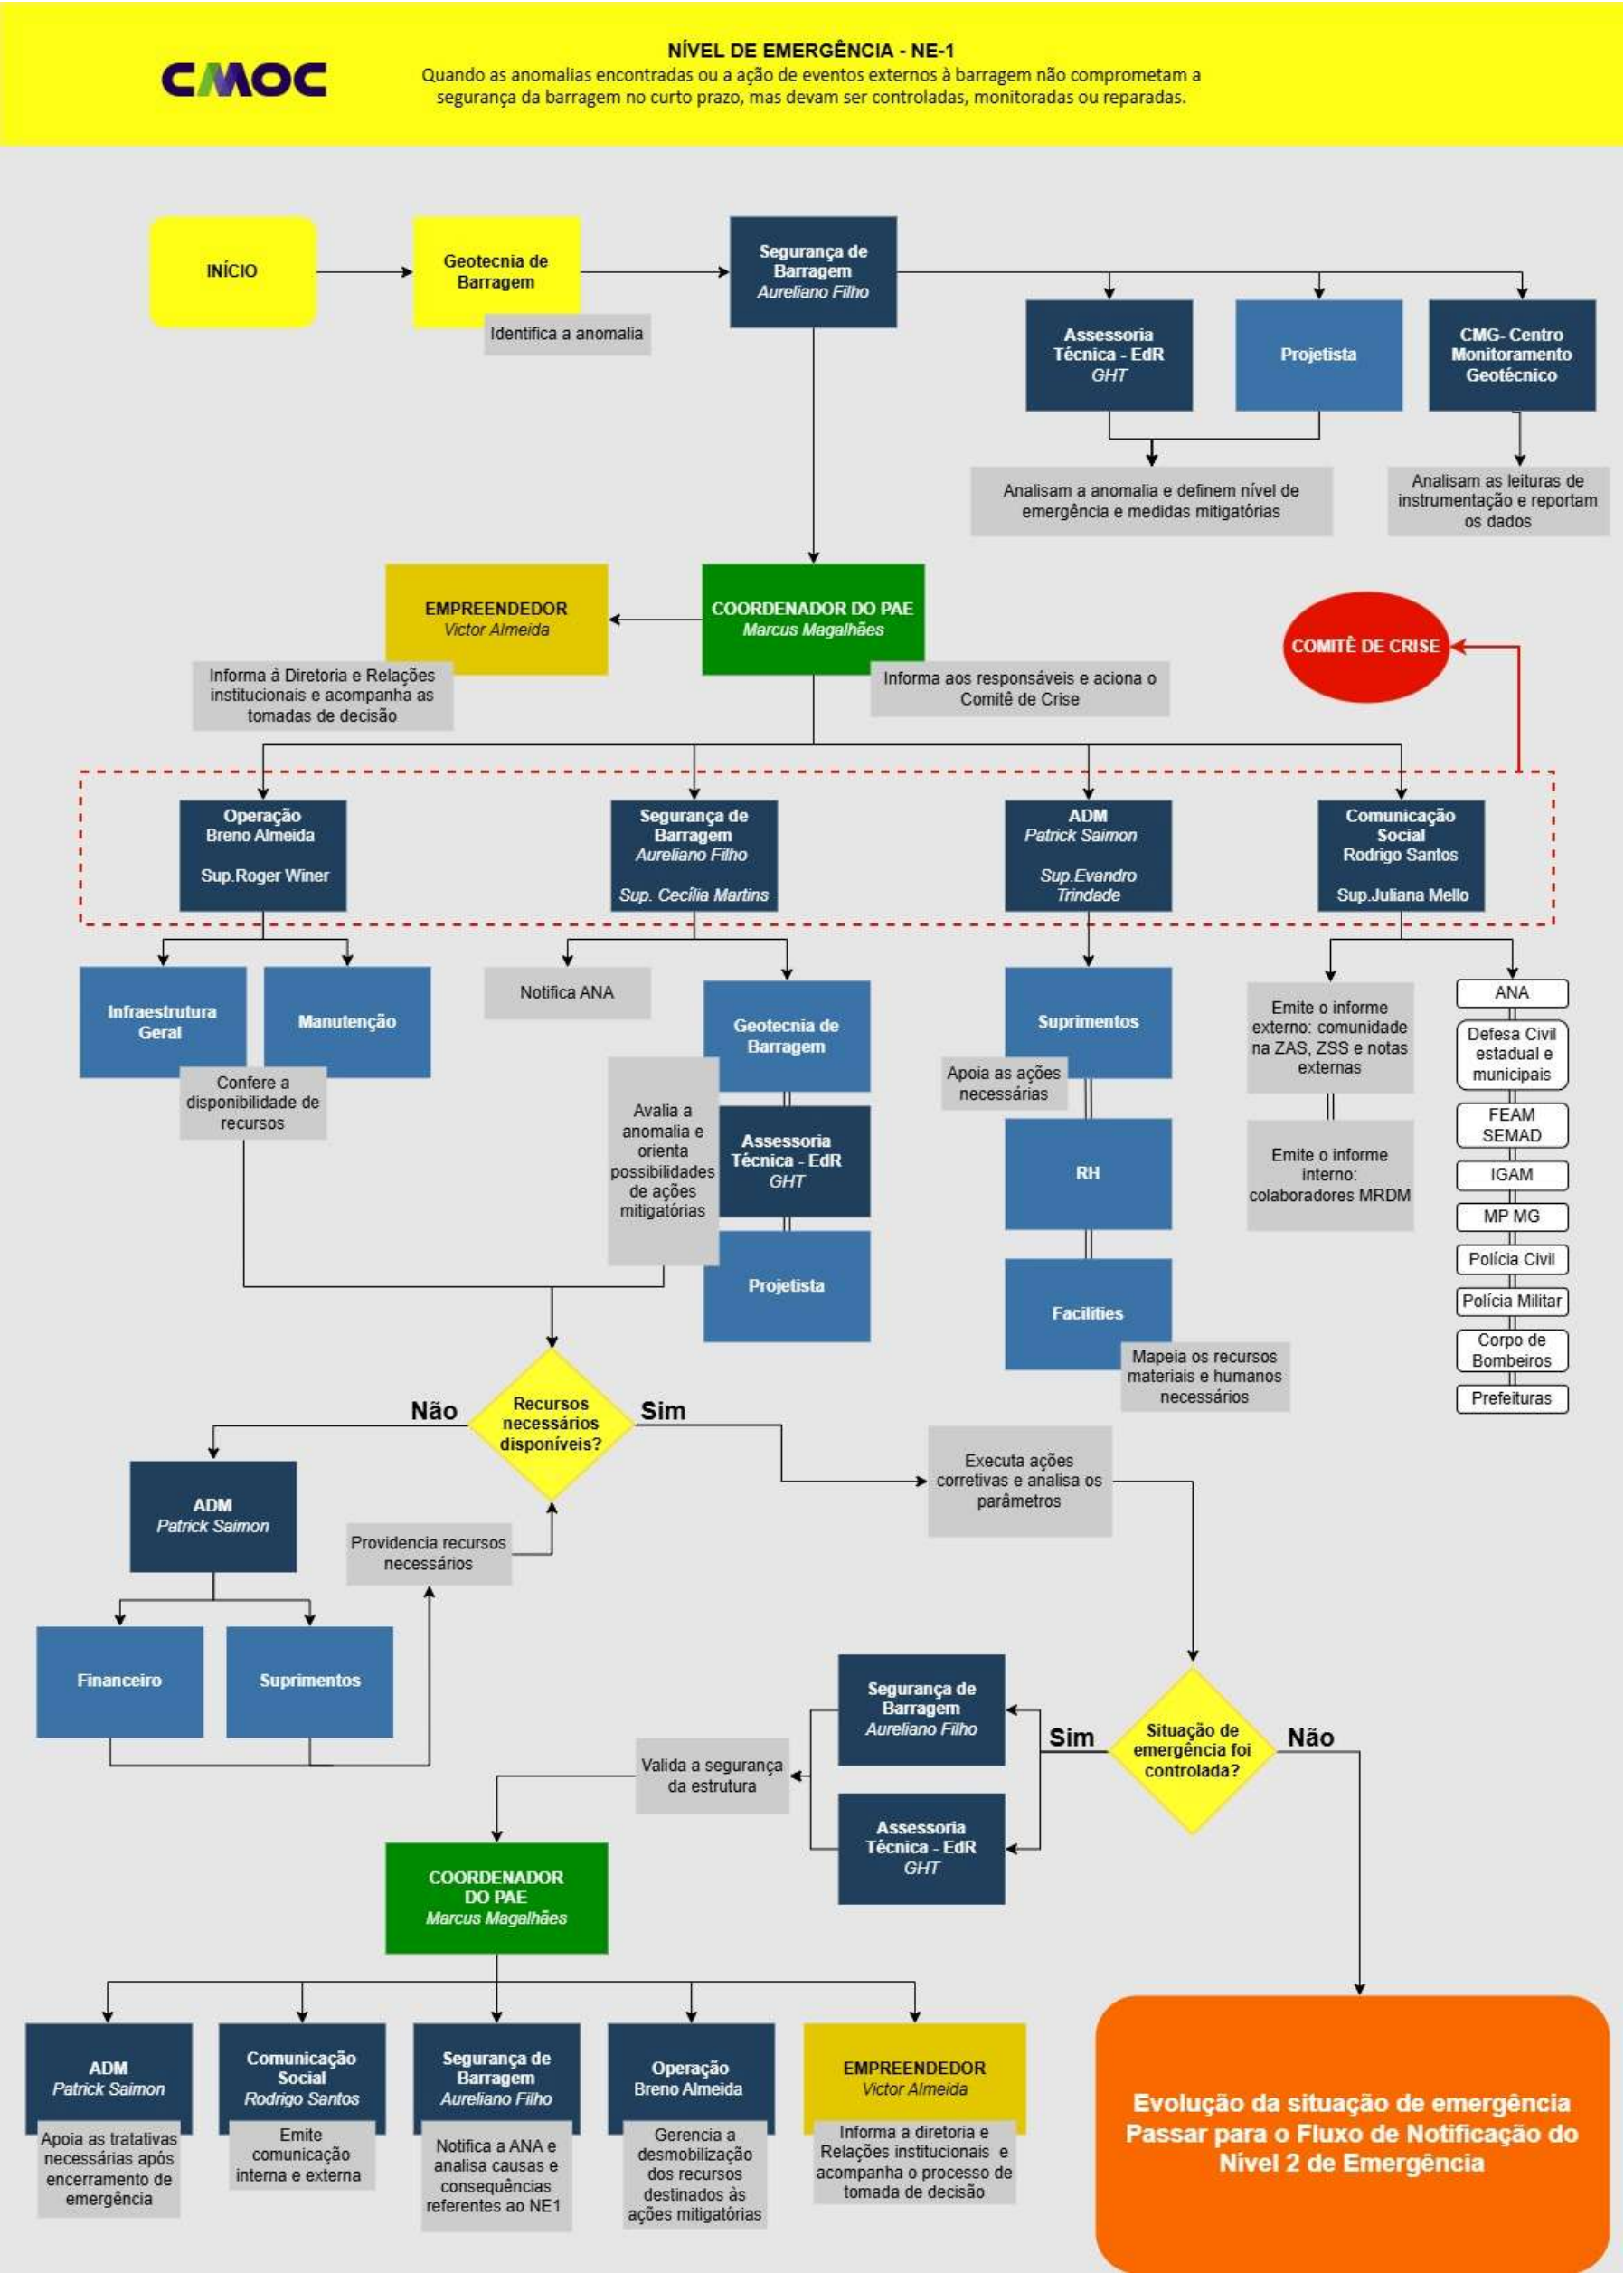 CMOC
NÍVEL DE EMERGÊNCIA - NE-1
Quando as anomalias encontradas ou a ação de eventos externos à barragem não comprometam a
segurança da barragem no curto prazo, mas devam ser controladas, monitoradas ou reparadas.
INÍCIO
Geotecnia de
Barragem
Identifica a anomalia
Segurança de
Barragem
Aureliano Filho
Assessoria
Técnica - EdR
GHT
Projetista
CMG- Centro
Monitoramento
Geotécnico
Analisam a anomalia e definem nível de
emergência e medidas mitigatórias
Analisam as leituras de
instrumentação e reportam
os dados
EMPREENDEDOR
Victor Almeida
Informa à Diretoria e Relações
institucionais e acompanha as
tomadas de decisão
COORDENADOR DO PAE
Marcus Magalhães
Informa aos responsáveis e aciona o
Comitê de Crise
COMITÊ DE CRISE
Operação
Breno Almeida
Sup.Roger Winer
Segurança de
Barragem
Aureliano Filho
Sup. Cecília Martins
ADM
Patrick Saimon
Sup.Evandro
Trindade
Comunicação
Social
Rodrigo Santos
Sup.Juliana Mello
Infraestrutura
Geral
Manutenção
Confere a
disponibilidade de
recursos
Notifica ANA
Geotecnia de
Barragem
Avalia a
anomalia e
orienta
possibilidades
de ações
mitigatórias
Assessoria
Técnica - EdR
GHT
Projetista
Suprimentos
Apoia as ações
necessárias
RH
Facilities
Mapeia os recursos
materiais e humanos
necessários
Emite o informe
externo: comunidade
na ZAS, ZSS e notas
externas
Emite o informe
interno:
colaboradores MRDM
ANA
Defesa Civil
estadual e
municipais
FEAM
SEMAD
IGAM
MP MG
Polícia Civil
Polícia Militar
Corpo de
Bombeiros
Prefeituras
Não
Recursos
necessários
disponíveis?
Sim
ADM
Patrick Saimon
Providencia recursos
necessários
Financeiro
Suprimentos
Executa ações
corretivas e analisa os
parâmetros
Situação de
emergência foi
controlada?
Sim
Não
Segurança de
Barragem
Aureliano Filho
Assessoria
Técnica - EdR
GHT
Valida a segurança
da estrutura
COORDENADOR
DO PAE
Marcus Magalhães
ADM
Patrick Saimon
Apoia as tratativas
necessárias após
encerramento de
emergência
Comunicação
Social
Rodrigo Santos
Emite
comunicação
interna e externa
Segurança de
Barragem
Aureliano Filho
Notifica a ANA e
analisa causas e
consequências
referentes ao NE1
Operação
Breno Almeida
Gerencia a
desmobilização
dos recursos
destinados às
ações mitigatórias
EMPREENDEDOR
Victor Almeida
Informa a diretoria e
Relações institucionais e
acompanha o processo de
tomada de decisão
Evolução da situação de emergência
Passar para o Fluxo de Notificação do
Nível 2 de Emergência